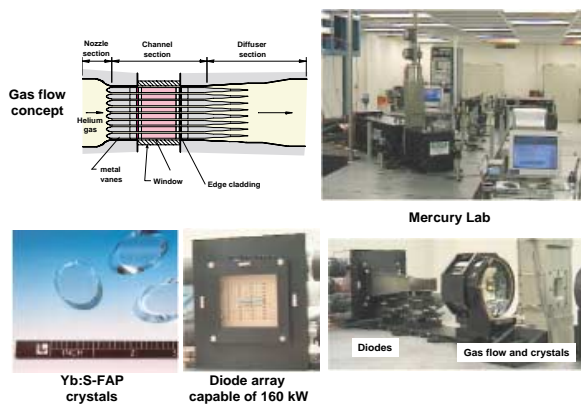 Nozzle section
Channel section
Diffuser section
Gas flow concept
Helium gas
metal vanes
Window
Edge cladding
Mercury Lab
INCH 1 2
Yb:S-FAP crystals
Diode array capable of 160 kW
Diodes
Gas flow and crystals